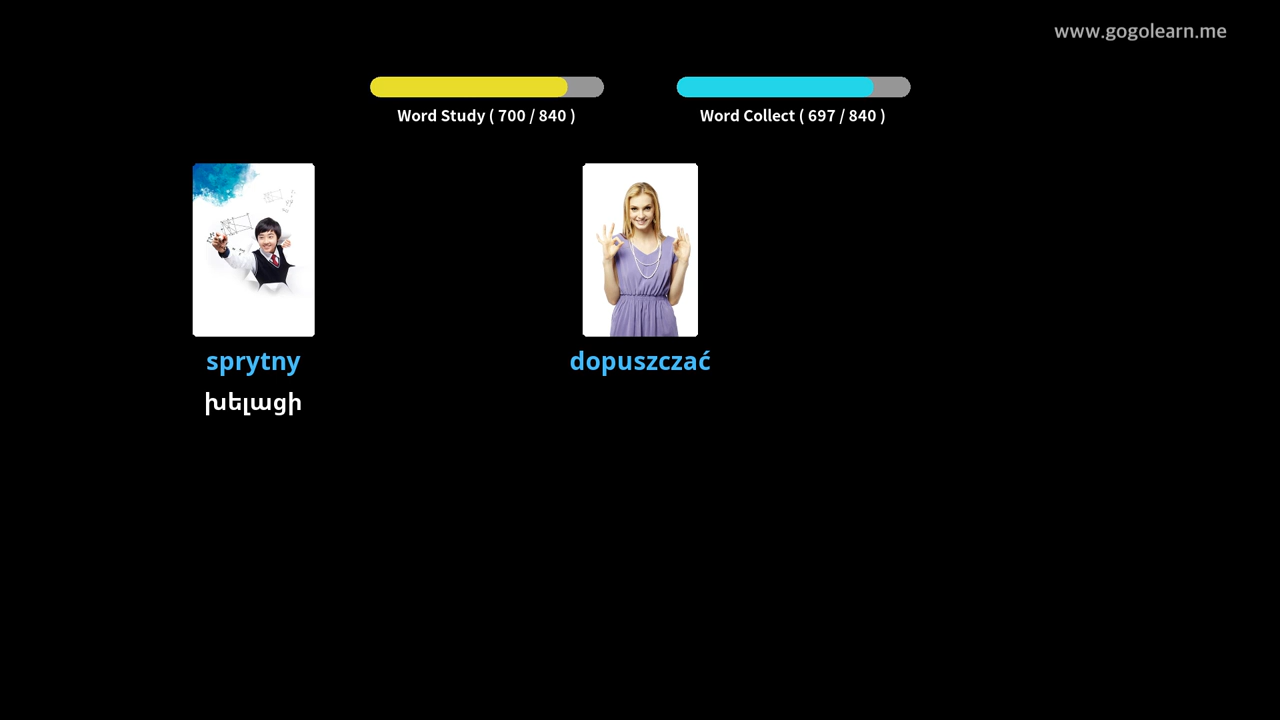 www.gogolearn.me
Word Study ( 700 / 840 )
Word Collect ( 697 / 840 )
sprytny
dopuszczać
խելացի